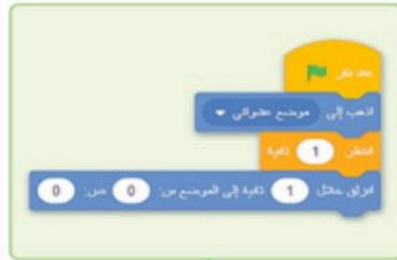 عند نقر
اذهب إلى موضع عشوائي
انتظر 1 ثانية
انزلق خلال 1 ثانية إلى الموضع س: 0 ص: 0